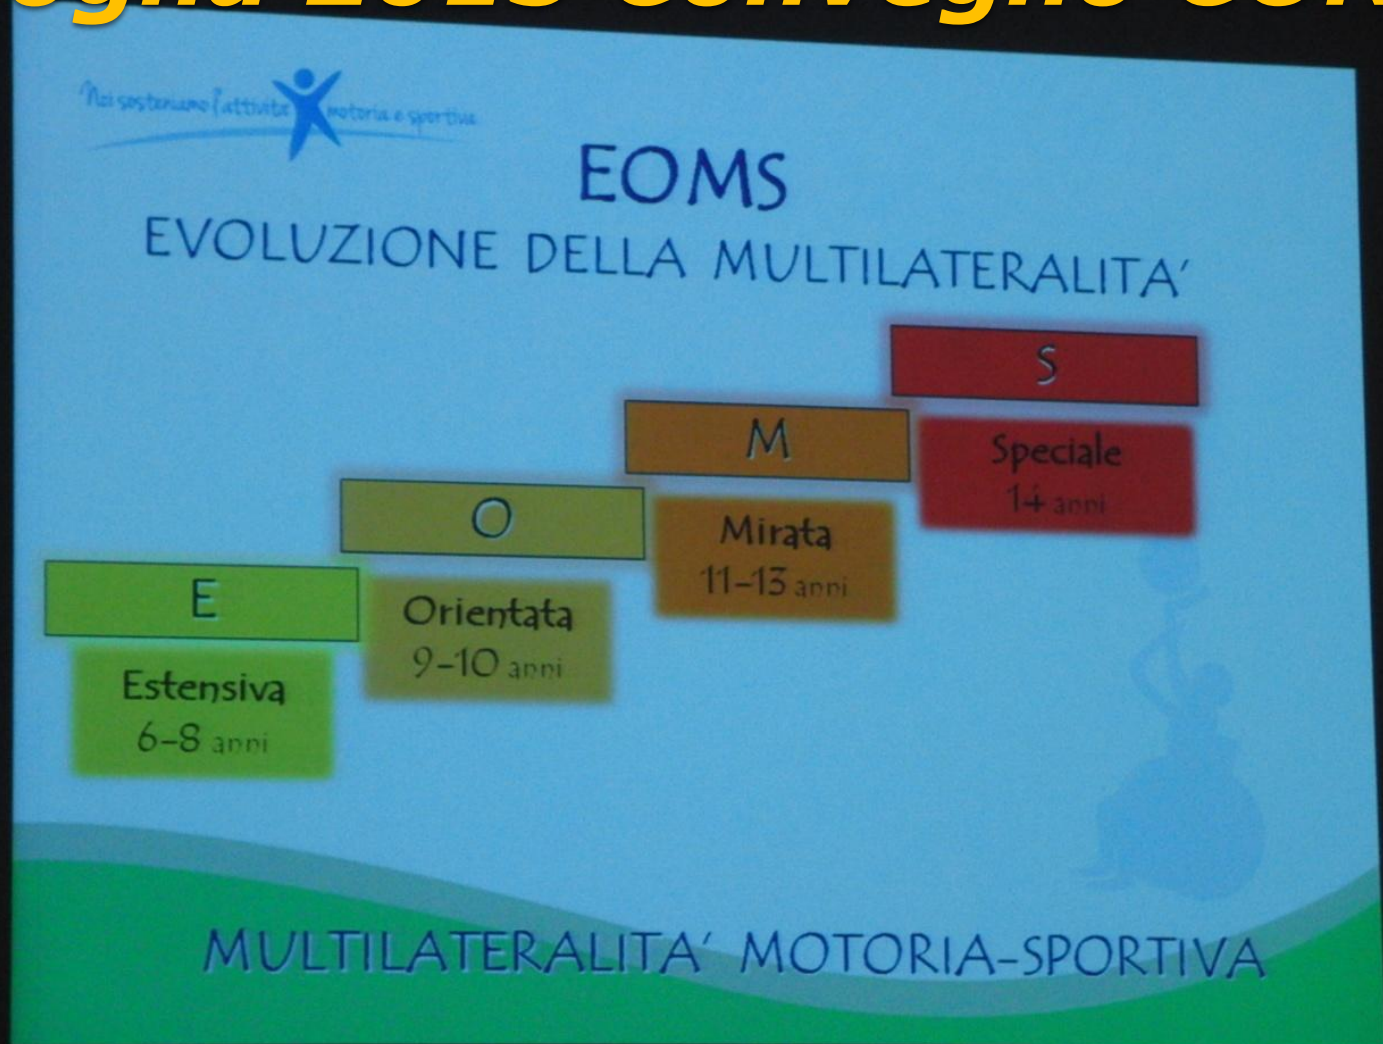 Convegno
Noi sosteniamo l'attività motoria e sportiva
EOMS
EVOLUZIONE DELLA MULTILATERALITA'
S
Speciale
14 anni
M
Mirata
11-13 anni
O
Orientata
9-10 anni
E
Estensiva
6-8 anni
MULTILATERALITA' MOTORIA-SPORTIVA